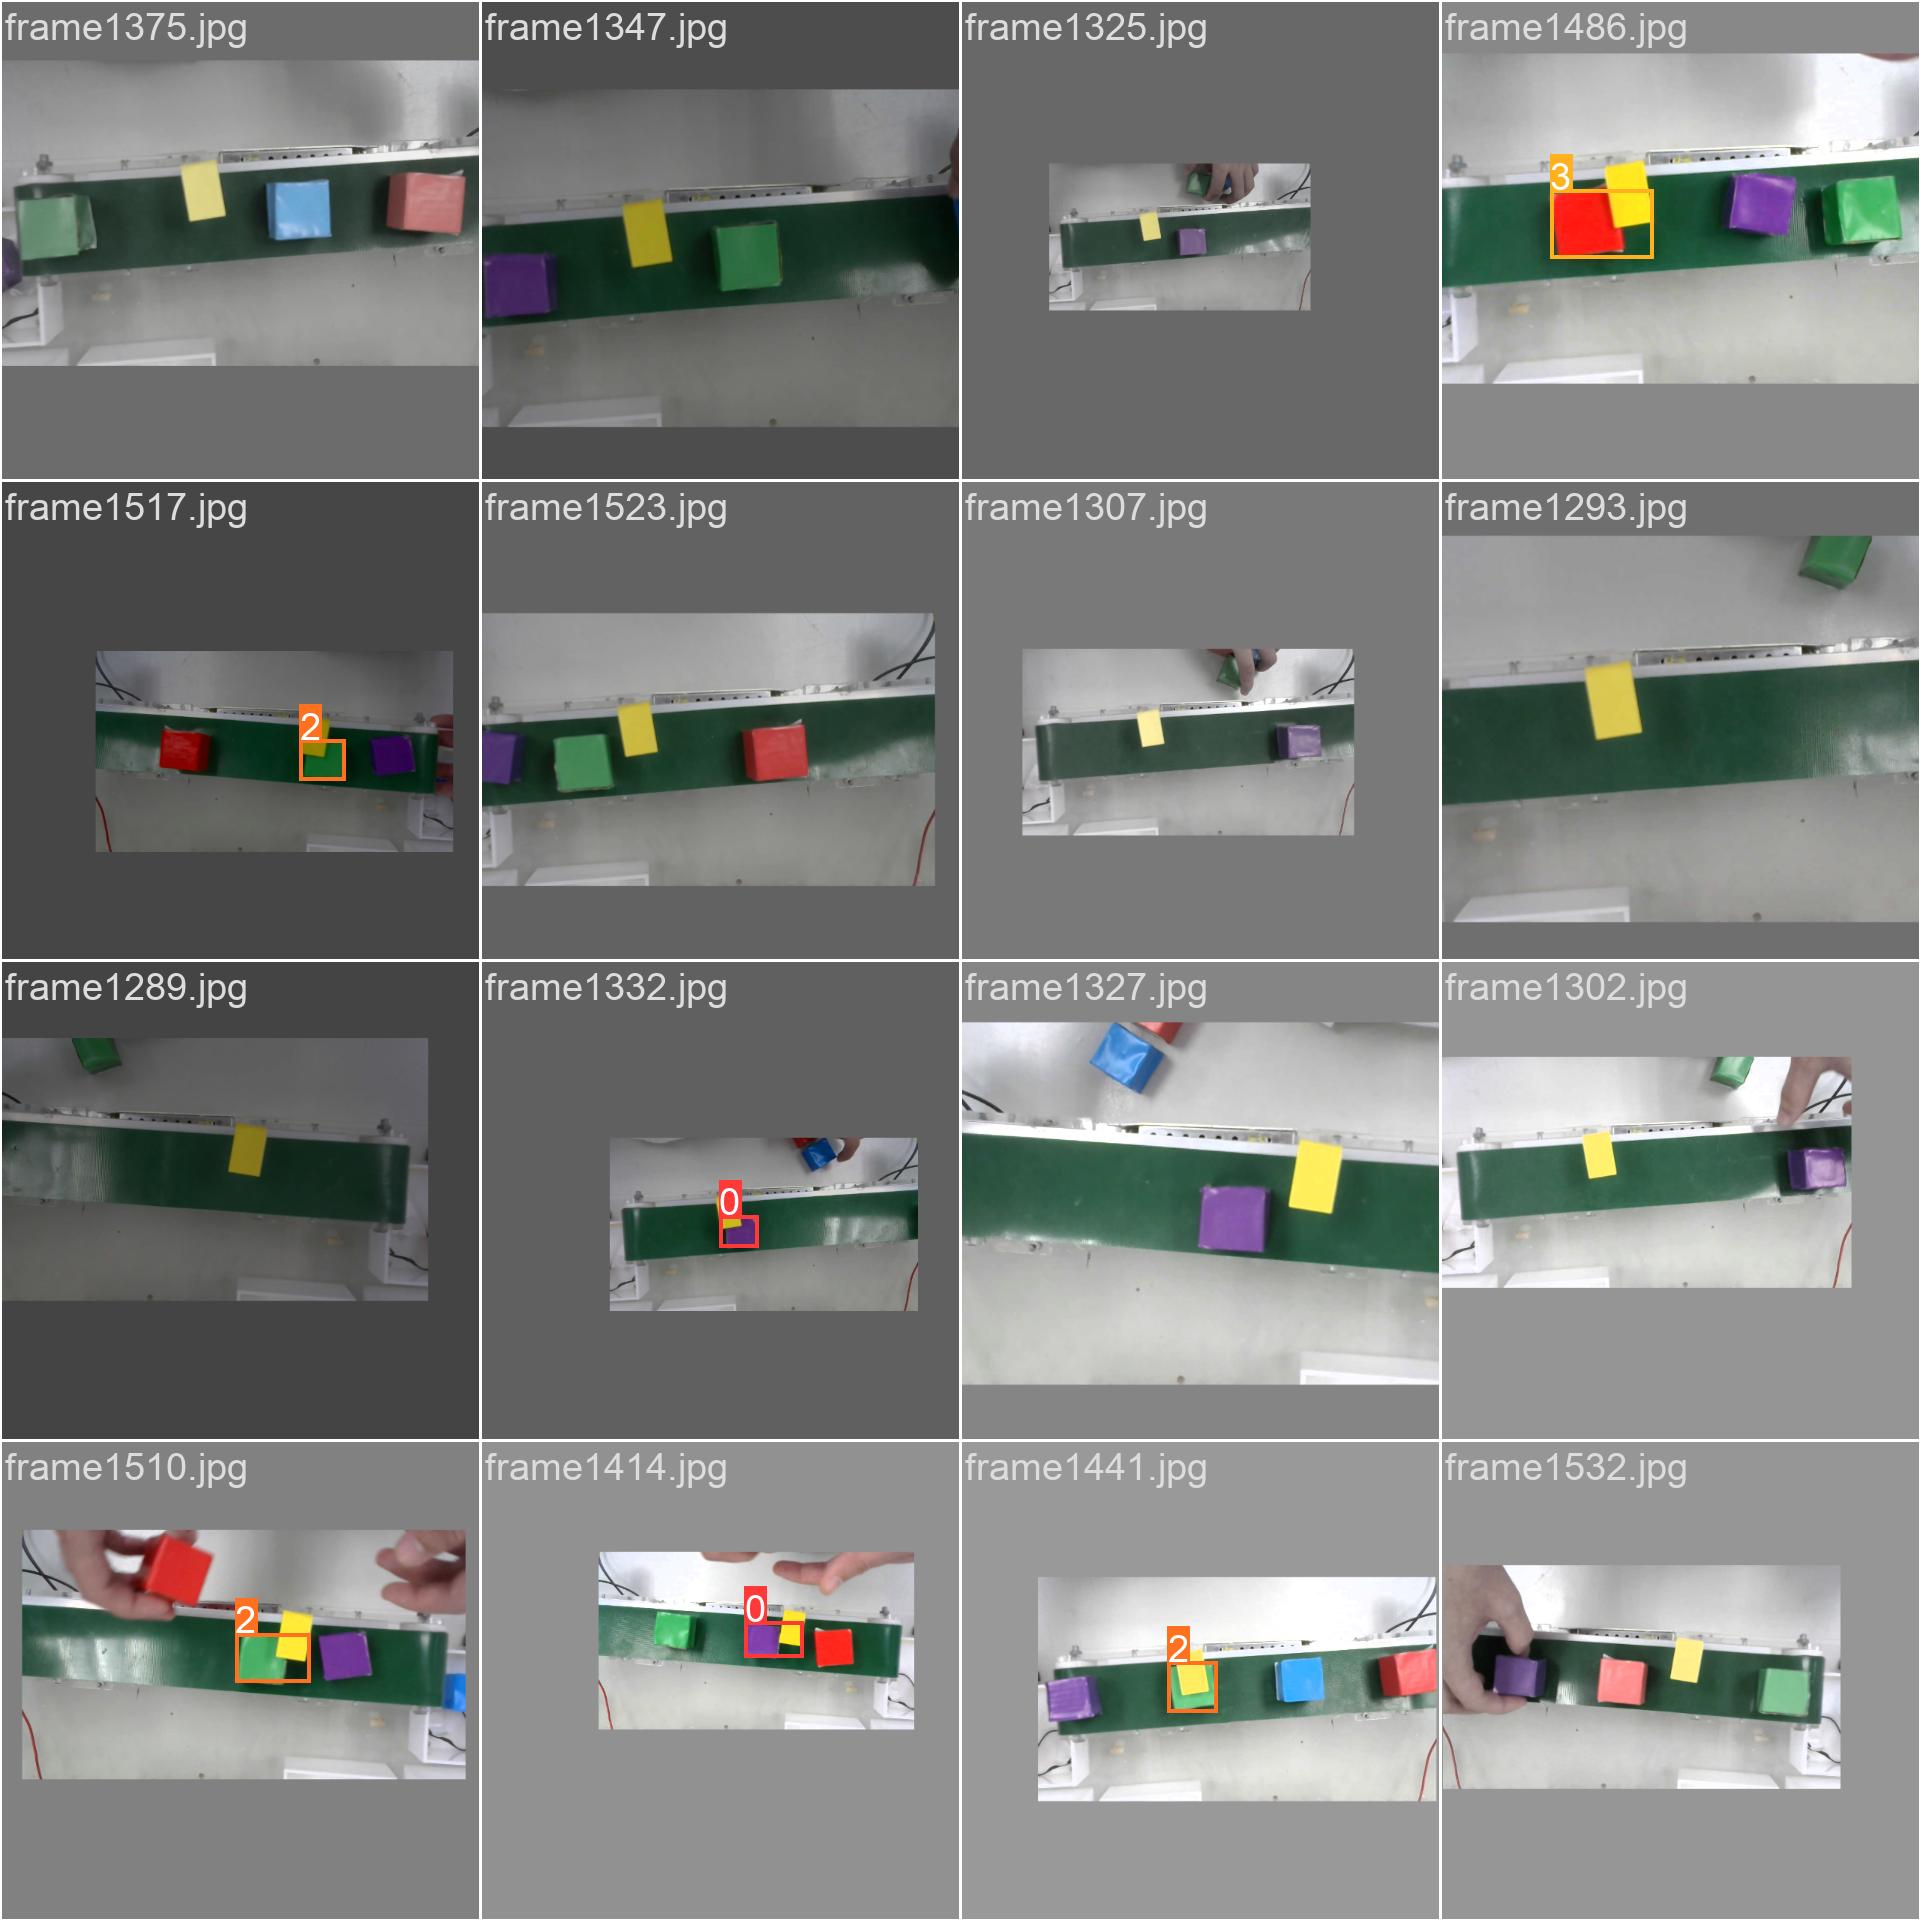 frame1375.jpg
frame1347.jpg
frame1325.jpg
frame1486.jpg
3
frame1517.jpg
frame1523.jpg
frame1307.jpg
frame1293.jpg
2
frame1289.jpg
frame1332.jpg
frame1327.jpg
frame1302.jpg
0
frame1510.jpg
frame1414.jpg
frame1441.jpg
frame1532.jpg
2
0
2